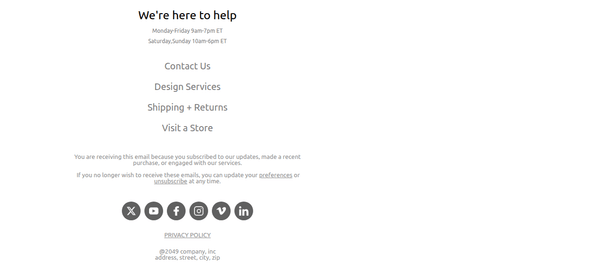 We're here to help
Monday-Friday 9am-7pm ET
Saturday,Sunday 10am-6pm ET
Contact Us
Design Services
Shipping + Returns
Visit a Store
You are receiving this email because you subscribed to our updates, made a recent
purchase, or engaged with our services.
If you no longer wish to receive these emails, you can update your preferences or
unsubscribe at any time.
PRIVACY POLICY
@2049 company, inc
address, street, city, zip